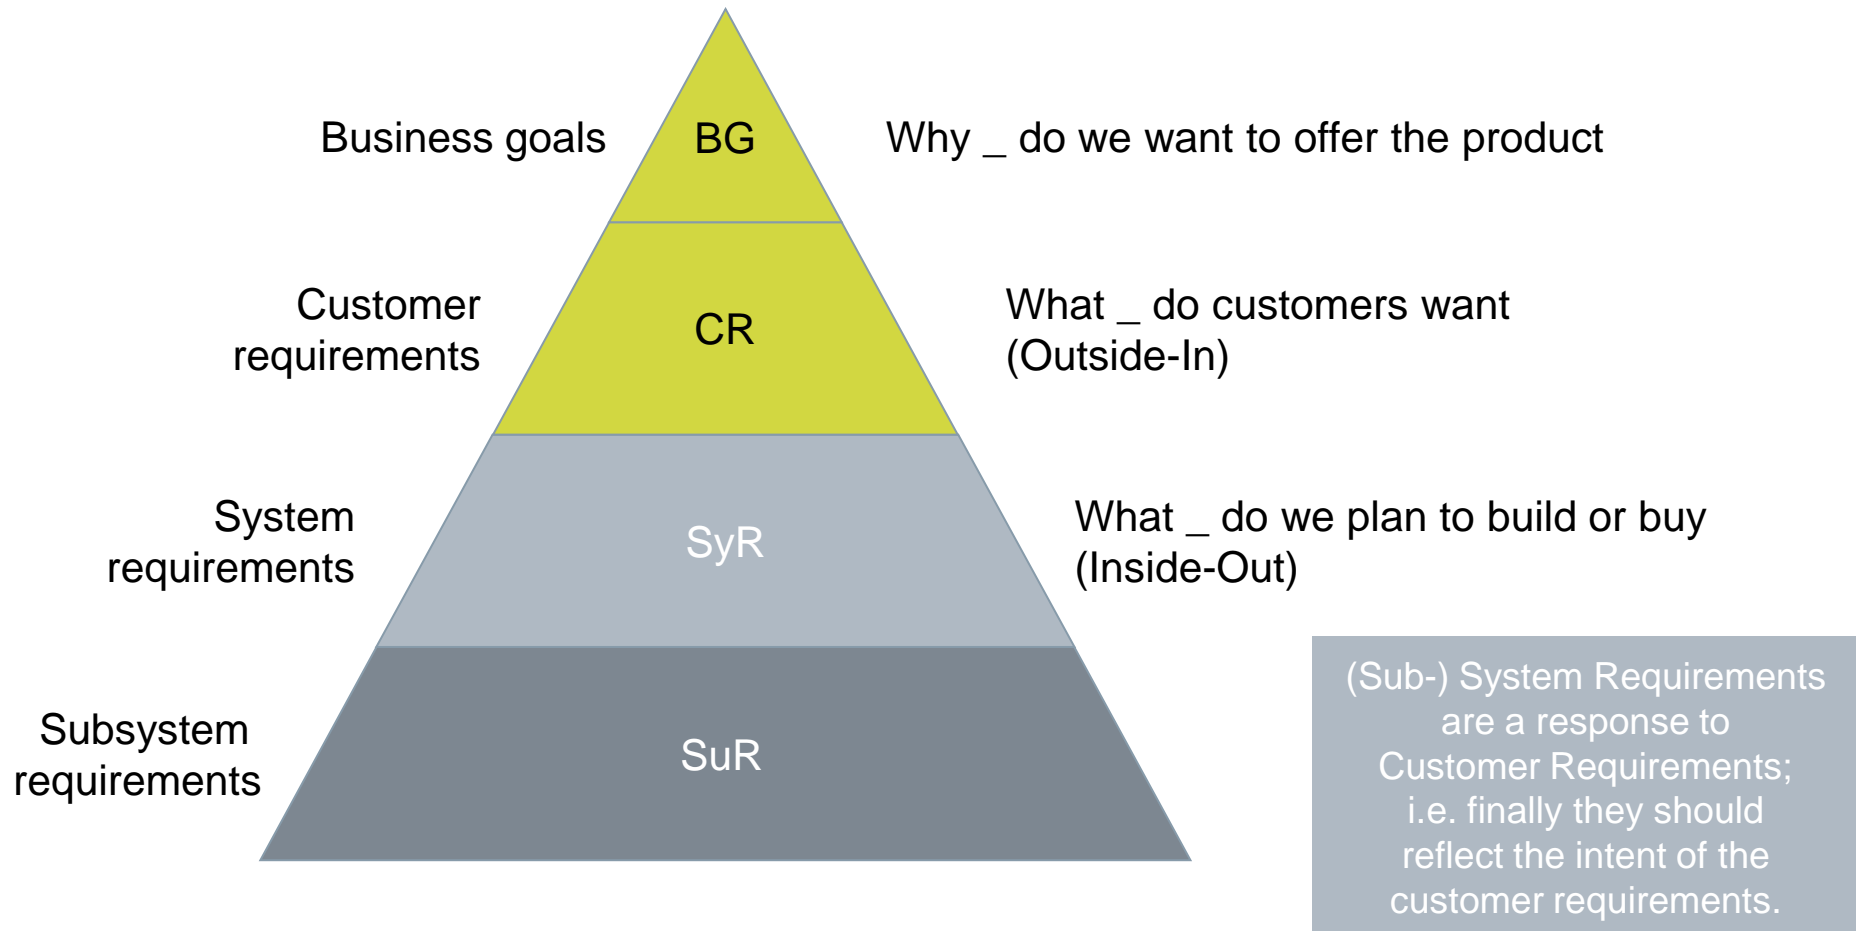 Business goals
BG
Why _ do we want to offer the product
Customer
requirements
CR
What _ do customers want
(Outside-In)
System
requirements
SyR
What _ do we plan to build or buy
(Inside-Out)
Subsystem
requirements
SuR
(Sub-) System Requirements
are a response to
Customer Requirements;
i.e. finally they should
reflect the intent of the
customer requirements.